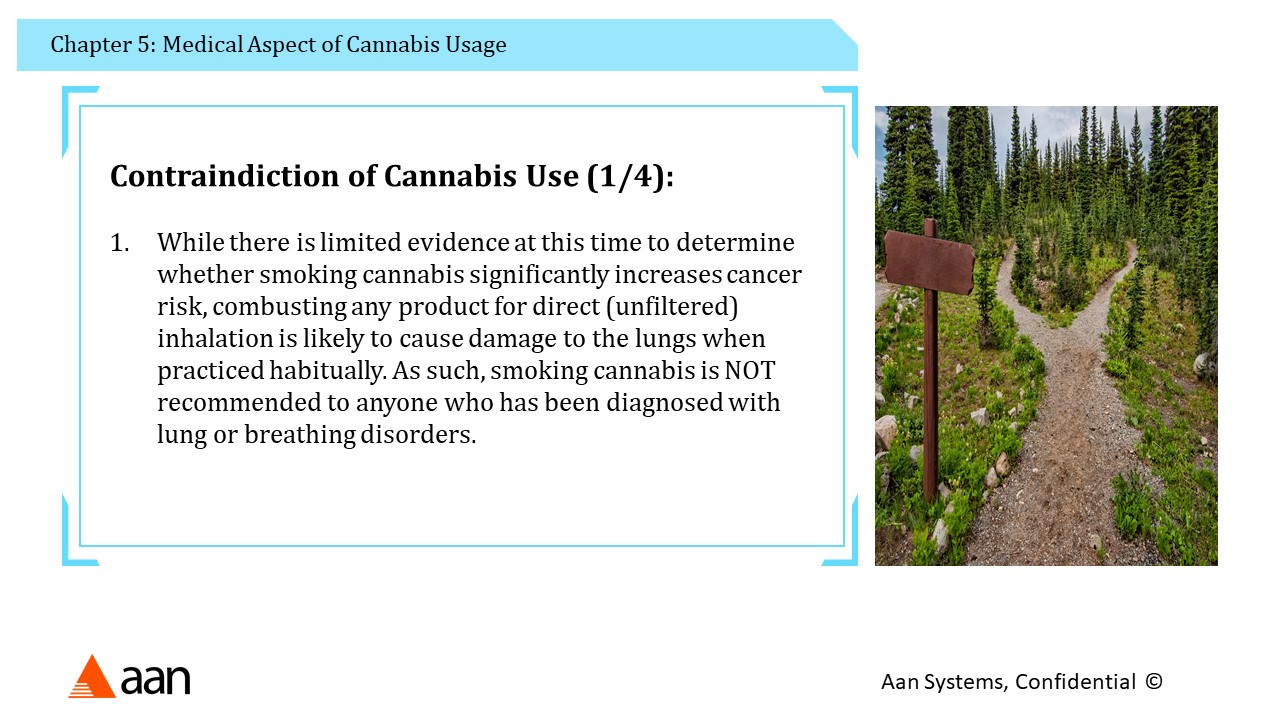 Chapter 5: Medical Aspect of Cannabis Usage
Contraindiction of Cannabis Use (1/4):
1. While there is limited evidence at this time to determine
whether smoking cannabis significantly increases cancer
risk, combusting any product for direct (unfiltered)
inhalation is likely to cause damage to the lungs when
practiced habitually. As such, smoking cannabis is NOT
recommended to anyone who has been diagnosed with
lung or breathing disorders.
aan
Aan Systems, Confidential ©